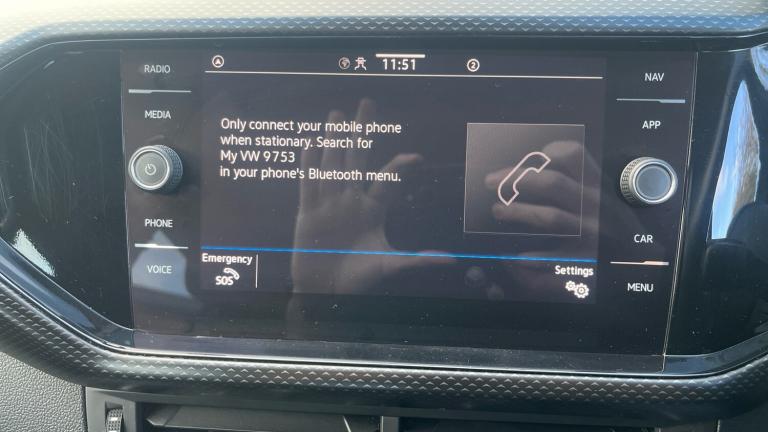 RADIO
MEDIA
PHONE
VOICE
11:51
2
Only connect your mobile phone
when stationary. Search for
My VW 9753
in your phone's Bluetooth menu.
Emergency
SOS
Settings
NAV
APP
CAR
MENU